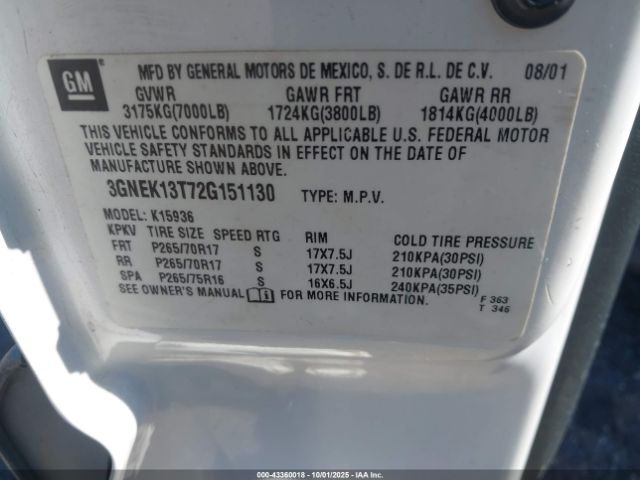 GM
MFD BY GENERAL MOTORS DE MEXICO, S. DE R.L. DE C.V. 08/01
GVWR GAWR FRT GAWR RR
3175KG(7000LB) 1724KG(3800LB) 1814KG(4000LB)
THIS VEHICLE CONFORMS TO ALL APPLICABLE U.S. FEDERAL MOTOR
VEHICLE SAFETY STANDARDS IN EFFECT ON THE DATE OF
MANUFACTURE SHOWN ABOVE.
3GNEK13T72G151130 TYPE: M.P.V.
MODEL: K15936
KPKV TIRE SIZE SPEED RTG RIM COLD TIRE PRESSURE
FRT P265/70R17 S 17X7.5J 210KPA(30PSI)
RR P265/70R17 S 17X7.5J 210KPA(30PSI)
SPA P265/75R16 S 16X6.5J 240KPA(35PSI)
SEE OWNER'S MANUAL FOR MORE INFORMATION.
F 363
T 346
000-43360018 - 10/01/2025 - IAAI.COM